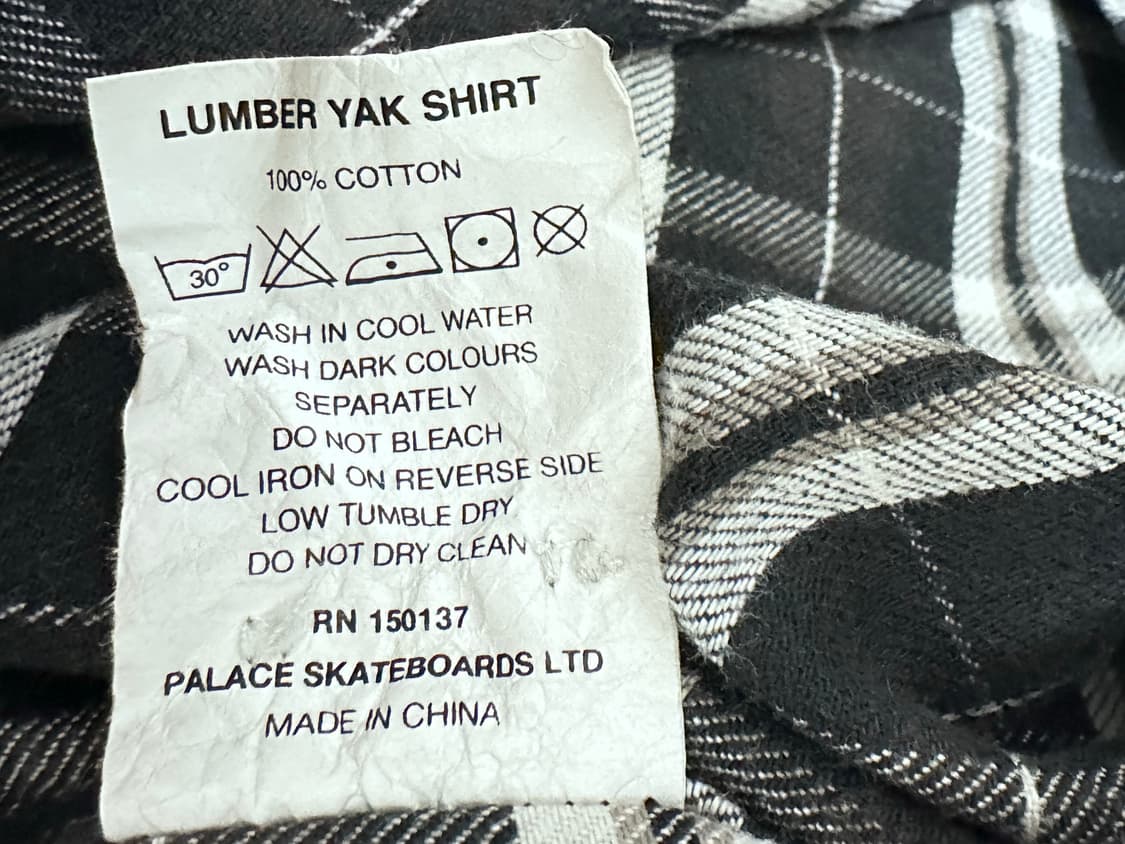 LUMBER YAK SHIRT
100% COTTON
30°
WASH IN COOL WATER
WASH DARK COLOURS
SEPARATELY
DO NOT BLEACH
COOL IRON ON REVERSE SIDE
LOW TUMBLE DRY
DO NOT DRY CLEAN
RN 150137
PALACE SKATEBOARDS LTD
MADE IN CHINA